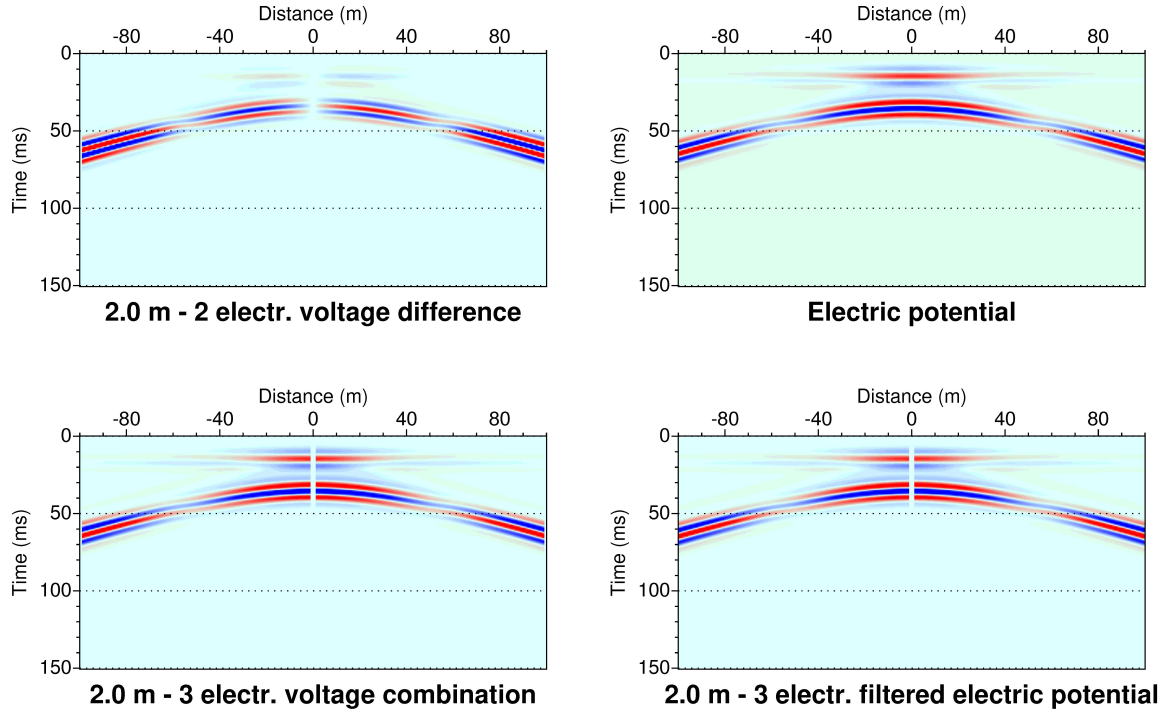 Distance (m)
-80 -40 0 40 80
0
50
100
150
Time (ms)
2.0 m - 2 electr. voltage difference
Distance (m)
-80 -40 0 40 80
0
50
100
150
Time (ms)
Electric potential
Distance (m)
-80 -40 0 40 80
0
50
100
150
Time (ms)
2.0 m - 3 electr. voltage combination
Distance (m)
-80 -40 0 40 80
0
50
100
150
Time (ms)
2.0 m - 3 electr. filtered electric potential